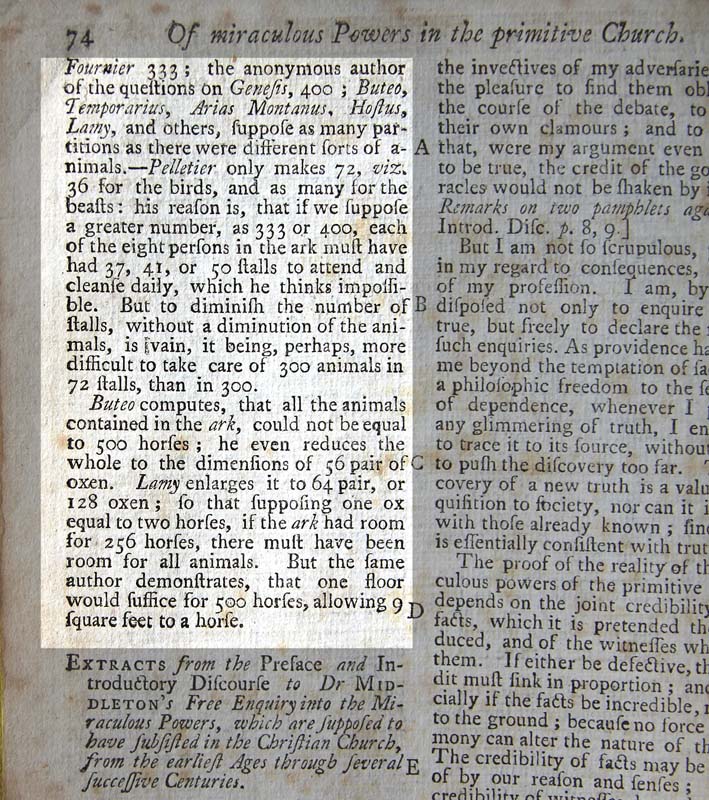 74 Of miraculous Powers in the primitive Church.
Fournier 333; the anonymous author
of the queſtions on Geneſis, 400; Buteo,
Temporarius, Arias Montanus, Hoſtus,
Lamy, and others, ſuppoſe as many par-
titions as there were different ſorts of a-
nimals.—Pelletier only makes 72, viz.
36 for the birds, and as many for the
beaſts: his reaſon is, that if we ſuppoſe
a greater number, as 333 or 400, each
of the eight perſons in the ark muſt have
had 37, 41, or 50 ſtalls to attend and
cleanſe daily, which he thinks impoſſi-
ble. But to diminiſh the number of
ſtalls, without a diminution of the ani-
mals, is vain, it being, perhaps, more
difficult to take care of 300 animals in
72 ſtalls, than in 300.
Buteo computes, that all the animals
contained in the ark, could not be equal
to 500 horſes; he even reduces the
whole to the dimenſions of 56 pair of
oxen. Lamy enlarges it to 64 pair, or
128 oxen; ſo that ſuppoſing one ox
equal to two horſes, if the ark had room
for 256 horſes, there muſt have been
room for all animals. But the ſame
author demonſtrates, that one floor
would ſuffice for 500 horſes, allowing 9
ſquare feet to a horſe.
EXTRACTS from the Preface and In-
troductory Diſcourſe to Dr MID-
DLETON'S Free Enquiry into the Mi-
raculous Powers, which are ſuppoſed to
have ſubſiſted in the Chriſtian Church,
from the earlieſt Ages through ſeveral
ſucceſſive Centuries.
A
B
C
D
E
the invectives of my adverſarie
the pleaſure to find them obl
the courſe of the debate, to
their own clamours; and to
that, were my argument even
to be true, the credit of the go
racles would not be ſhaken by
Remarks on two pamphlets aga
Introd. Diſc. p. 8, 9.]
But I am not ſo ſcrupulous,
in my regard to conſequences,
of my profeſſion. I am, by
diſpoſed not only to enquire
true, but freely to declare the
ſuch enquiries. As providence ha
me beyond the temptation of ſa
a philoſophic freedom to the ſe
of dependence, whenever I
any glimmering of truth, I en
to trace it to its ſource, without
to puſh the diſcovery too far.
covery of a new truth is a valu
quiſition to ſociety, nor can it i
with thoſe already known; ſinc
is eſſentially conſiſtent with trut
The proof of the reality of th
culous powers of the primitive
depends on the joint credibility
facts, which it is pretended th
duced, and of the witneſſes wh
them. If either be defective, th
dit muſt ſink in proportion; and
cially if the facts be incredible,
to the ground; becauſe no force
mony can alter the nature of th
The credibility of facts may be
of by our reaſon and ſenſes;
credibility of witneſſes